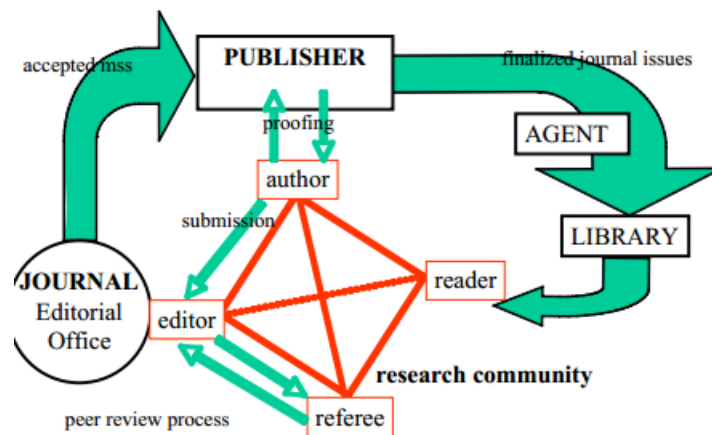 PUBLISHER
accepted mss
finalized journal issues
proofing
AGENT
author
submission
LIBRARY
JOURNAL
Editorial
Office
editor
reader
research community
peer review process
referee